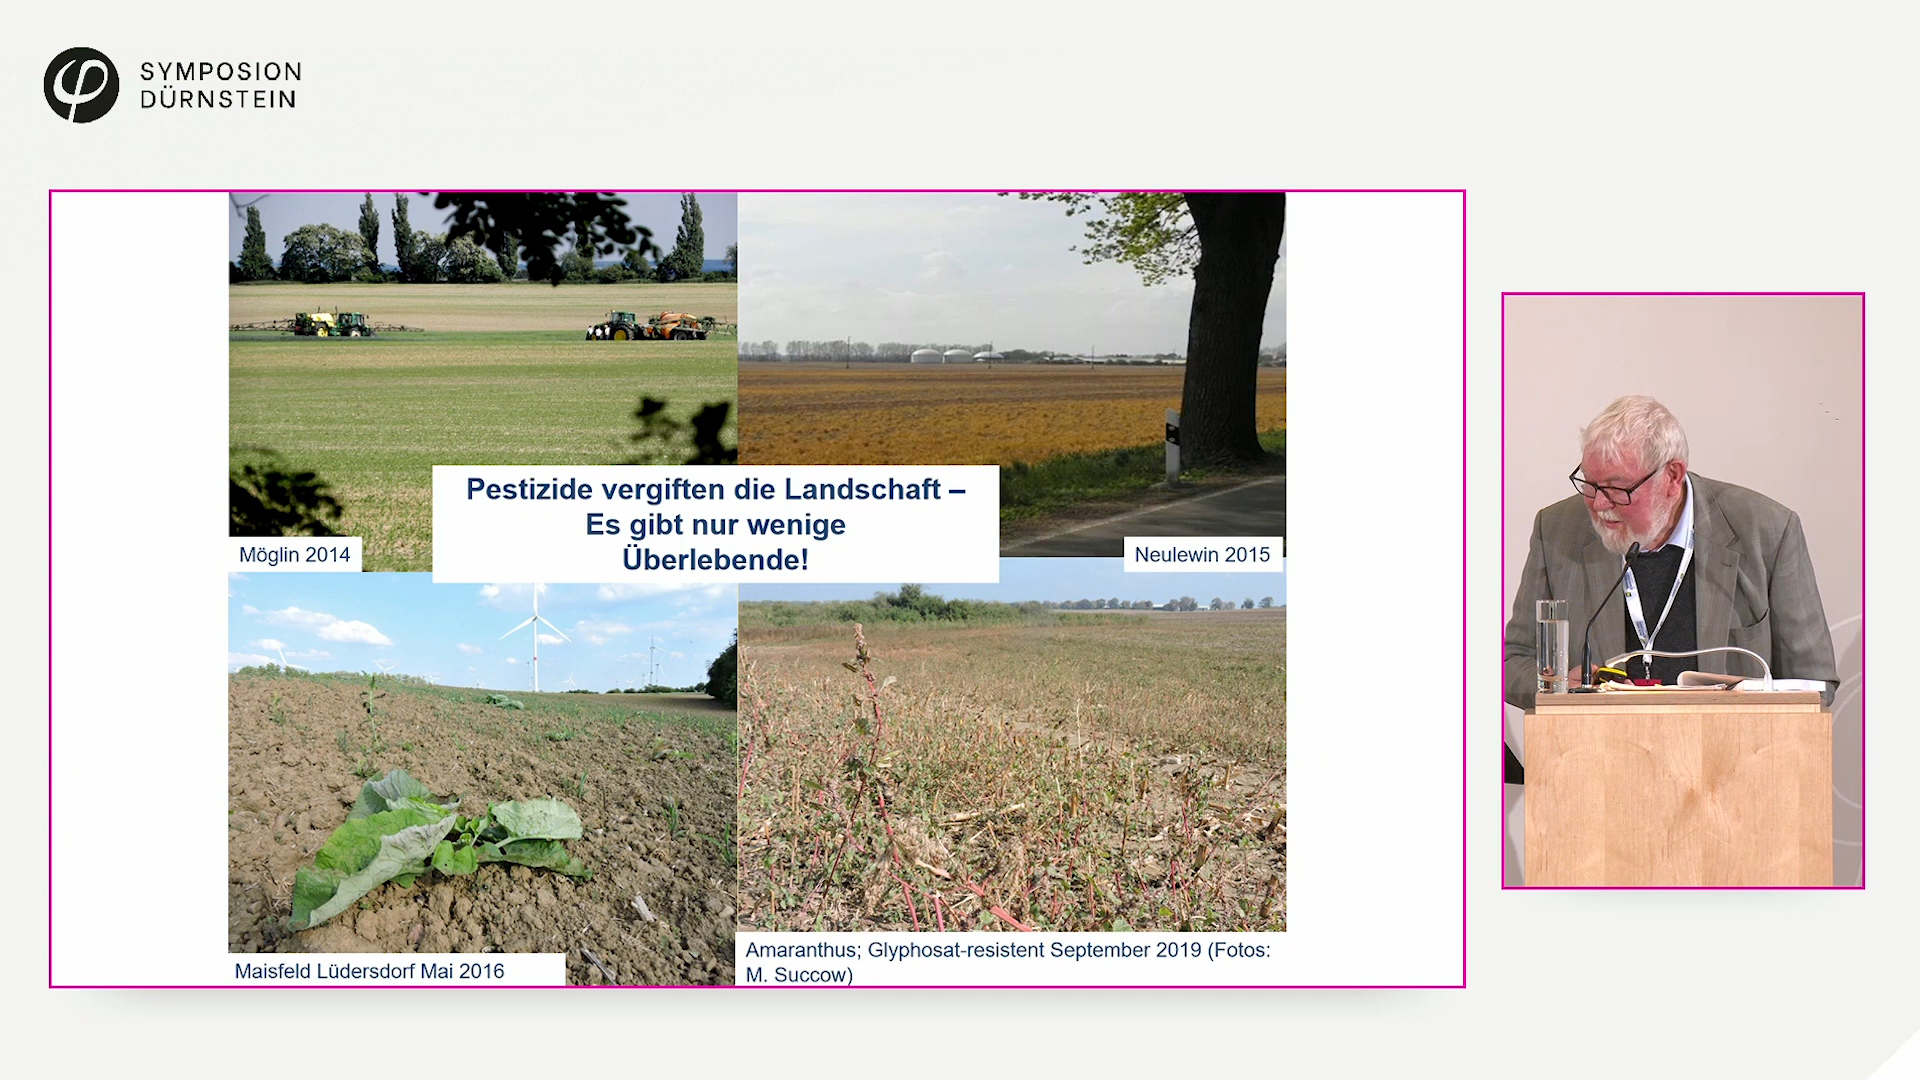 SYMPOSION
DÜRNSTEIN
Pestizide vergiften die Landschaft –
Es gibt nur wenige
Überlebende!
Möglin 2014
Neulewin 2015
Maisfeld Lüdersdorf Mai 2016
Amaranthus; Glyphosat-resistent September 2019 (Fotos:
M. Succow)